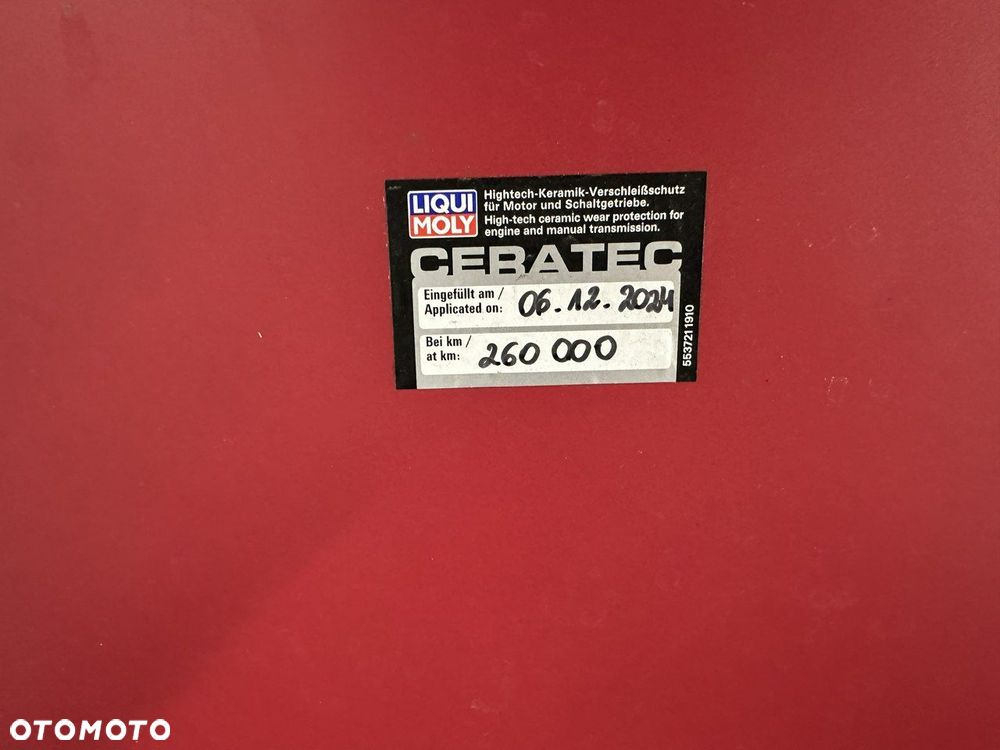 LIQUI
MOLY
Hightech-Keramik-Verschleißschutz
für Motor und Schaltgetriebe.
High-tech ceramic wear protection for
engine and manual transmission.
CERATEC
Eingefüllt am /
Applicated on: 06.12.2024
Bei km /
at km: 260 000
5537211910
OTOMOTO